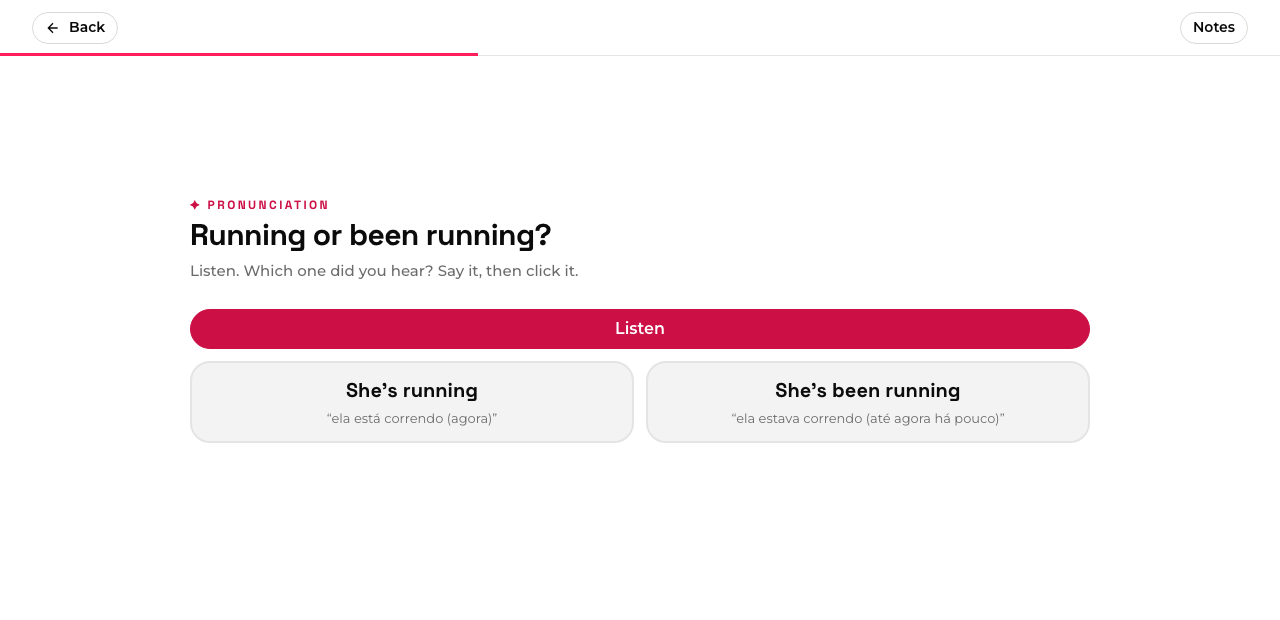 Back
Notes
PRONUNCIATION
Running or been running?
Listen. Which one did you hear? Say it, then click it.
Listen
She’s running
“ela está correndo (agora)”
She’s been running
“ela estava correndo (até agora há pouco)”